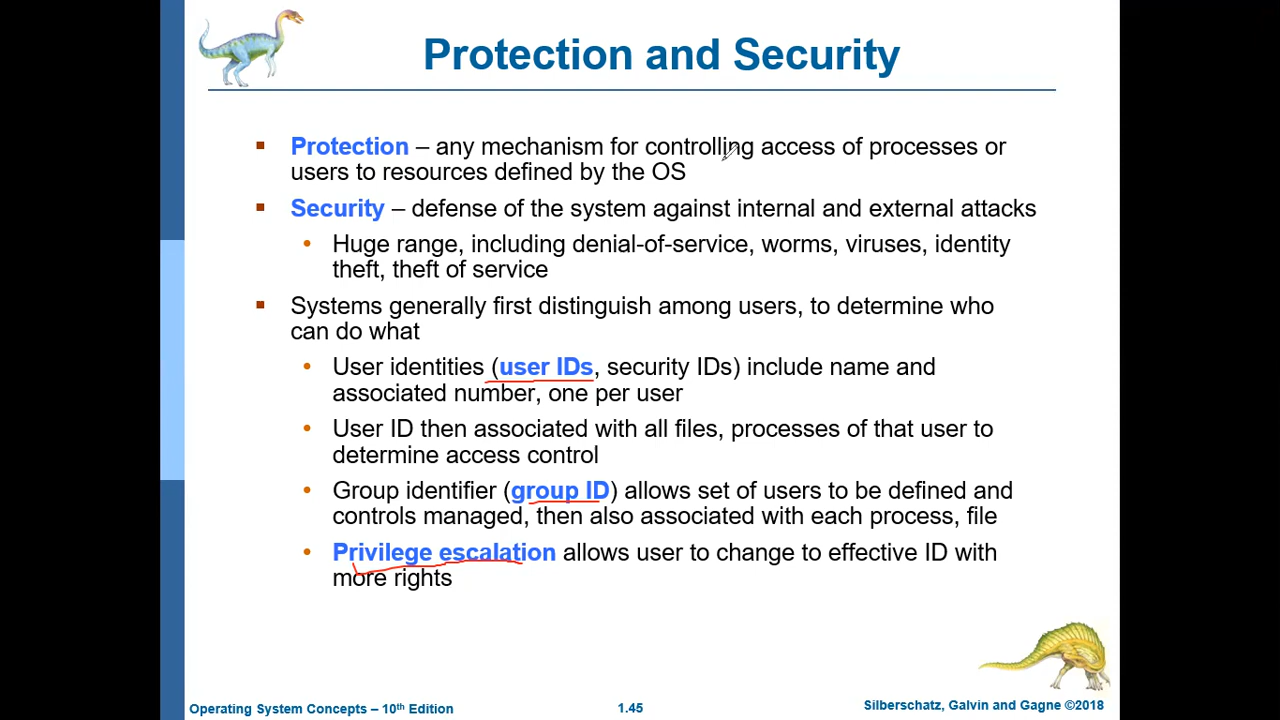 Protection and Security
▪ Protection – any mechanism for controlling access of processes or
users to resources defined by the OS
▪ Security – defense of the system against internal and external attacks
• Huge range, including denial-of-service, worms, viruses, identity
theft, theft of service
▪ Systems generally first distinguish among users, to determine who
can do what
• User identities (user IDs, security IDs) include name and
associated number, one per user
• User ID then associated with all files, processes of that user to
determine access control
• Group identifier (group ID) allows set of users to be defined and
controls managed, then also associated with each process, file
• Privilege escalation allows user to change to effective ID with
more rights
Operating System Concepts – 10th Edition
1.45
Silberschatz, Galvin and Gagne ©2018